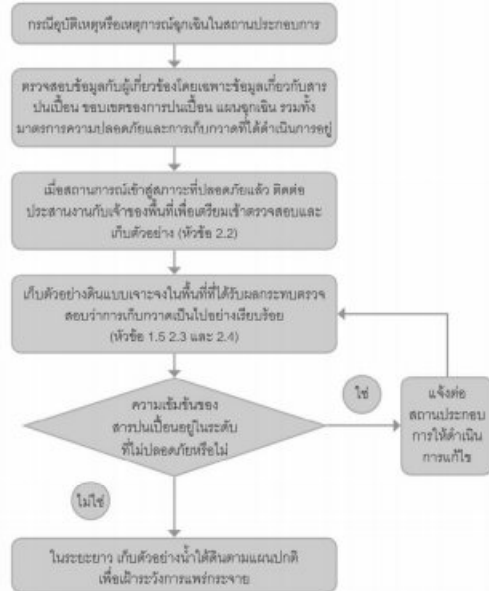 กรณีอุบัติเหตุหรือเหตุการณ์ฉุกเฉินในสถานประกอบการ
ตรวจสอบข้อมูลกับผู้เกี่ยวข้องโดยเฉพาะข้อมูลเกี่ยวกับสาร
ปนเปื้อน ขอบเขตของการปนเปื้อน แผนฉุกเฉิน รวมทั้ง
มาตรการความปลอดภัยและการเก็บกวาดที่ได้ดำเนินการอยู่
เมื่อสถานการณ์เข้าสู่สภาวะที่ปลอดภัยแล้ว ติดต่อ
ประสานงานกับเจ้าของพื้นที่เพื่อเตรียมเข้าตรวจสอบและ
เก็บตัวอย่าง (หัวข้อ 2.2)
เก็บตัวอย่างดินแบบเจาะจงในพื้นที่ที่ได้รับผลกระทบตรวจ
สอบว่าการเก็บกวาดเป็นไปอย่างเรียบร้อย
(หัวข้อ 1.5 2.3 และ 2.4)
ความเข้มข้นของ
สารปนเปื้อนอยู่ในระดับ
ที่ไม่ปลอดภัยหรือไม่
ใช่
แจ้งต่อ
สถานประกอบ
การให้ดำเนิน
การแก้ไข
ไม่ใช่
ในระยะยาว เก็บตัวอย่างน้ำใต้ดินตามแผนปกติ
เพื่อเฝ้าระวังการแพร่กระจาย